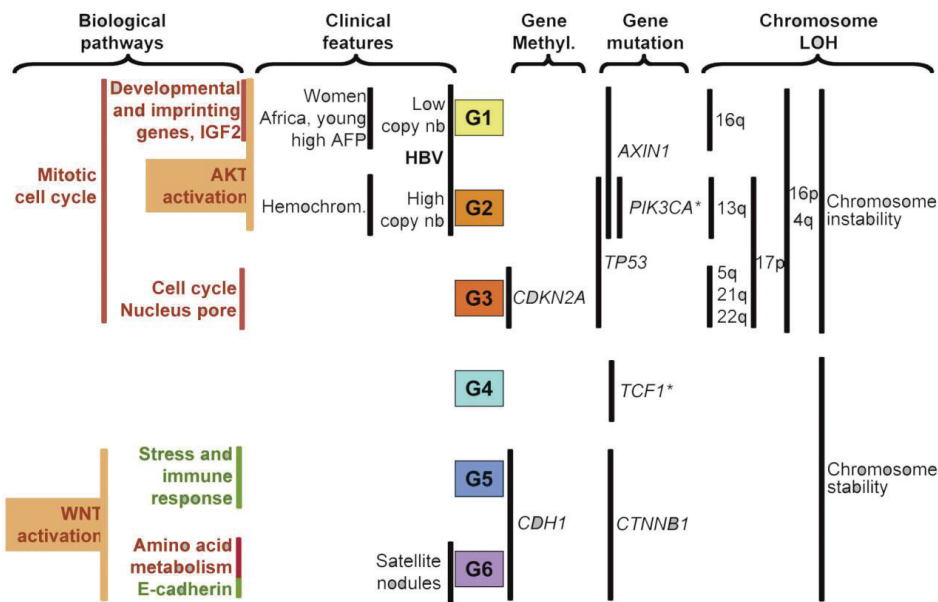 Biological
pathways
Clinical
features
Gene
Methyl.
Gene
mutation
Chromosome
LOH
Developmental
and imprinting
genes, IGF2
Mitotic
cell cycle
AKT
activation
Cell cycle
Nucleus pore
Stress and
immune
response
WNT
activation
Amino acid
metabolism
E-cadherin
Women
Africa, young
high AFP
Low
copy nb
HBV
Hemochrom.
High
copy nb
Satellite
nodules
G1
G2
G3
G4
G5
G6
CDKN2A
CDH1
AXIN1
PIK3CA*
TP53
TCF1*
CTNNB1
16q
13q
5q
21q
22q
17p
16p
4q
Chromosome
instability
Chromosome
stability